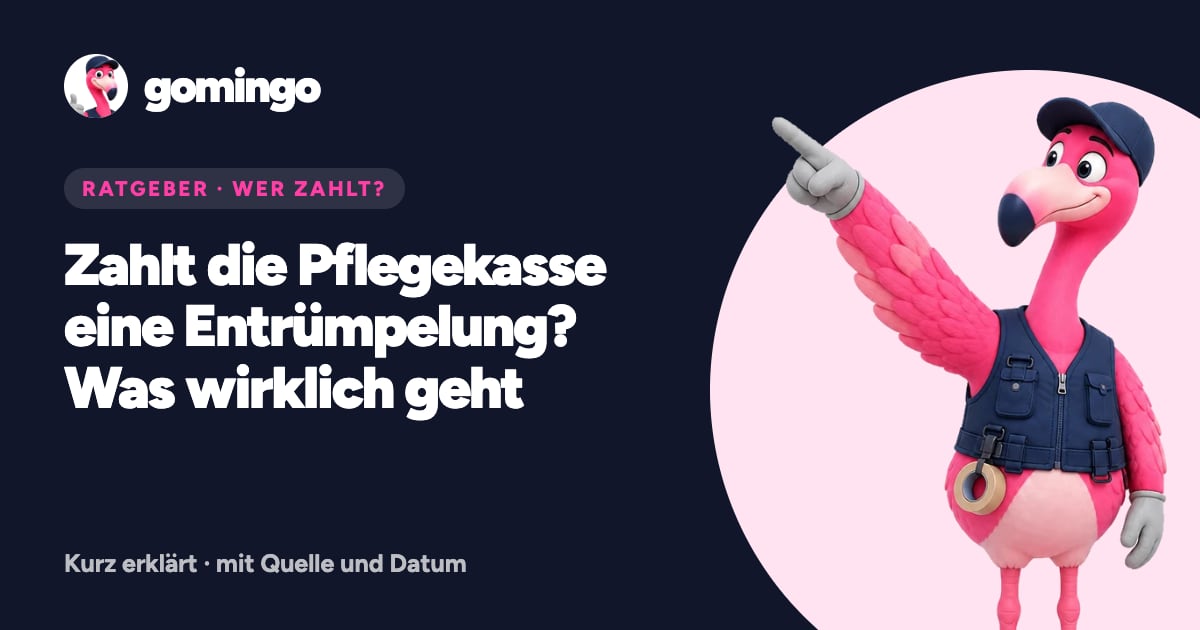 gomingo
RATGEBER · WER ZAHLT?
Zahlt die Pflegekasse
eine Entrümpelung?
Was wirklich geht
Kurz erklärt · mit Quelle und Datum